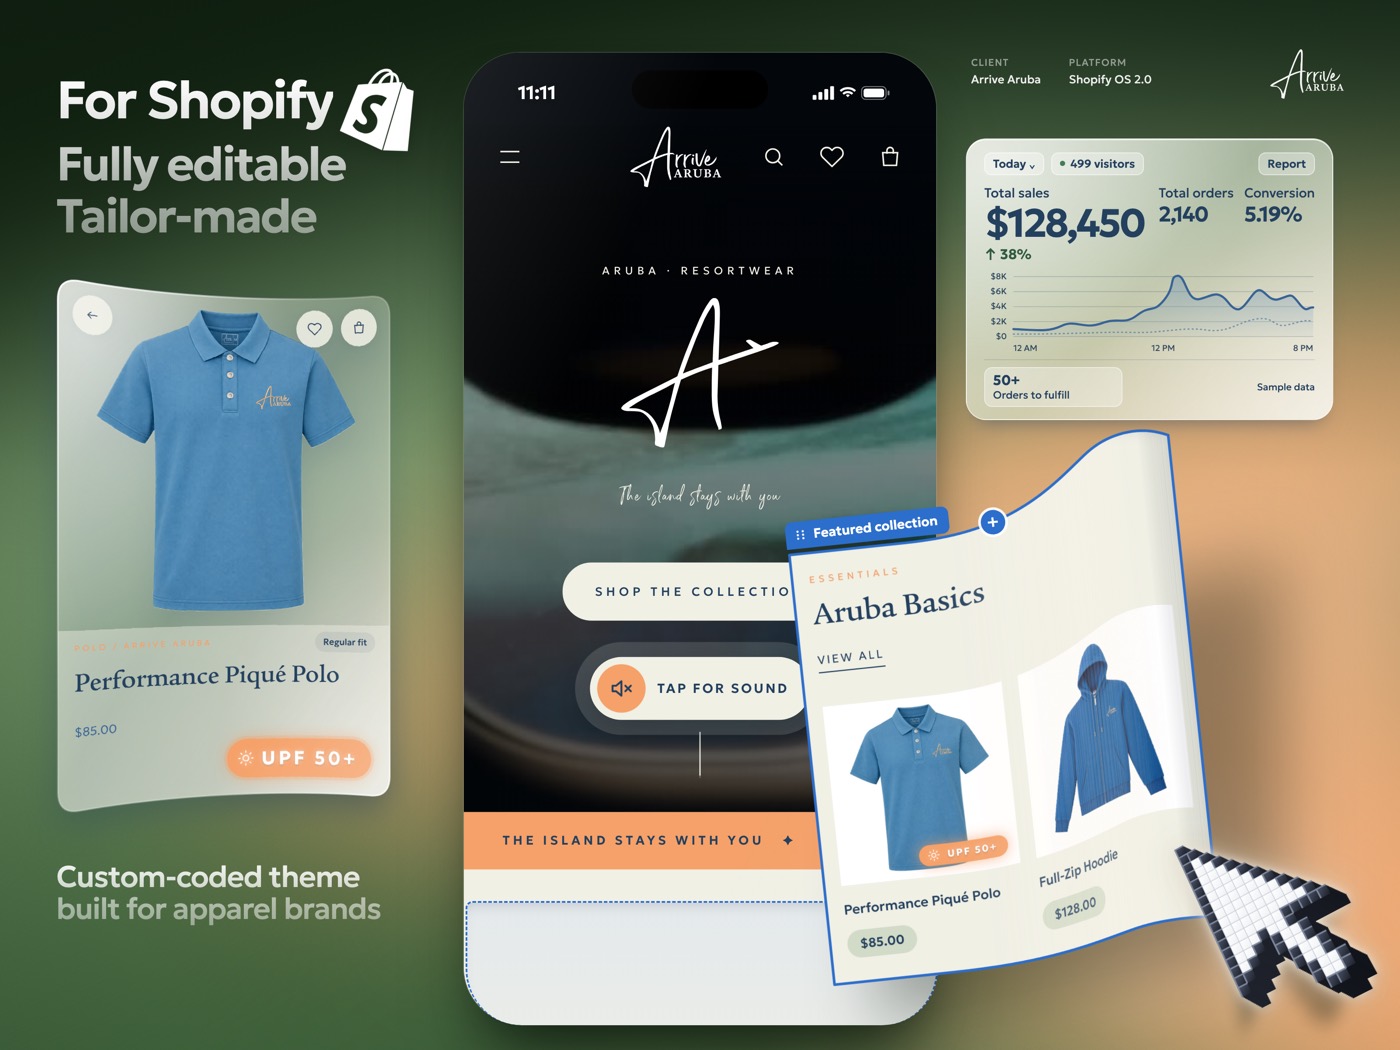 For Shopify
Fully editable
Tailor-made
POLO / ARRIVE ARUBA
Regular fit
Performance Piqué Polo
$85.00
UPF 50+
Custom-coded theme
built for apparel brands
11:11
Arrive
ARUBA
ARUBA · RESORTWEAR
A
The island stays with you
SHOP THE COLLECTIO
TAP FOR SOUND
THE ISLAND STAYS WITH YOU ✦
CLIENT
Arrive Aruba
PLATFORM
Shopify OS 2.0
Arrive
ARUBA
Today
499 visitors
Report
Total sales
$128,450
↑ 38%
Total orders
2,140
Conversion
5.19%
$8K
$6K
$4K
$2K
$0
12 AM
12 PM
8 PM
50+
Orders to fulfill
Sample data
Featured collection
ESSENTIALS
Aruba Basics
VIEW ALL
Arrive
ARUBA
UPF 50+
Performance Piqué Polo
$85.00
Full-Zip Hoodie
$128.00